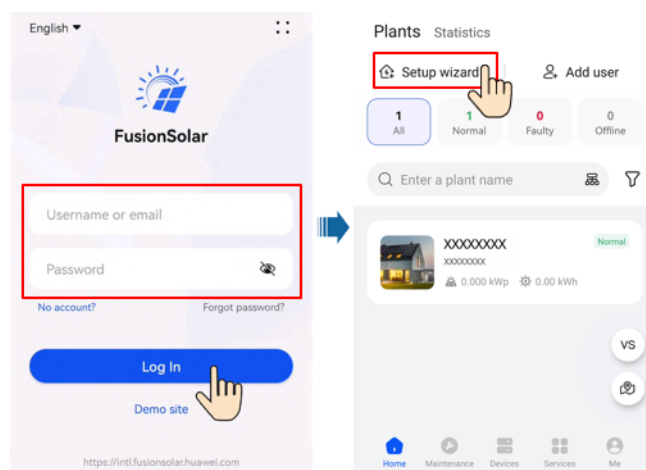 English
FusionSolar
Username or email
Password
No account? Forgot password?
Log In
Demo site
https://intl.fusionsolar.huawei.com
Plants Statistics
Setup wizard Add user
1 1 0 0
All Normal Faulty Offline
Enter a plant name
XXXXXXXX Normal
XXXXXXXX
0.000 kWp 0.00 kWh
VS
Home Maintenance Devices Services Me